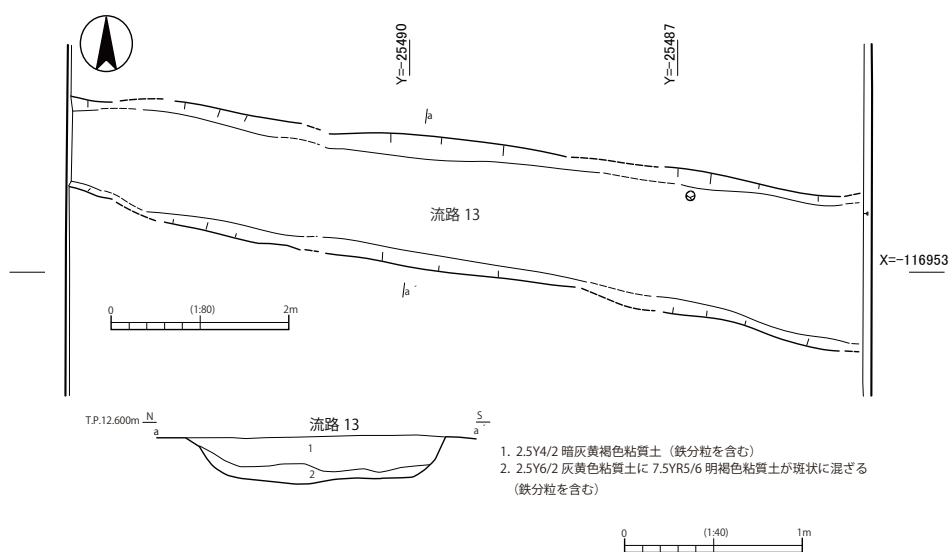 Y=-25490
Y=-25487
a
流路 13
X=-116953
a´
0 (1:80) 2m
T.P.12.600m N
a
流路 13
S
a´
1
2
1. 2.5Y4/2 暗灰黄褐色粘質土（鉄分粒を含む）
2. 2.5Y6/2 灰黄色粘質土に 7.5YR5/6 明褐色粘質土が斑状に混ざる
（鉄分粒を含む）
0 (1:40) 1m